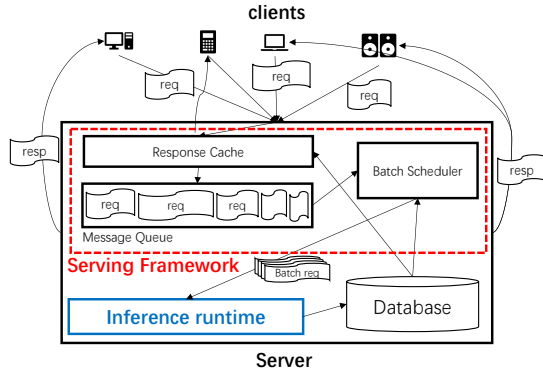 clients
req
req
req
req
resp
resp
Response Cache
Batch Scheduler
req
req
req
Message Queue
Serving Framework
Batch req
Inference runtime
Database
Server